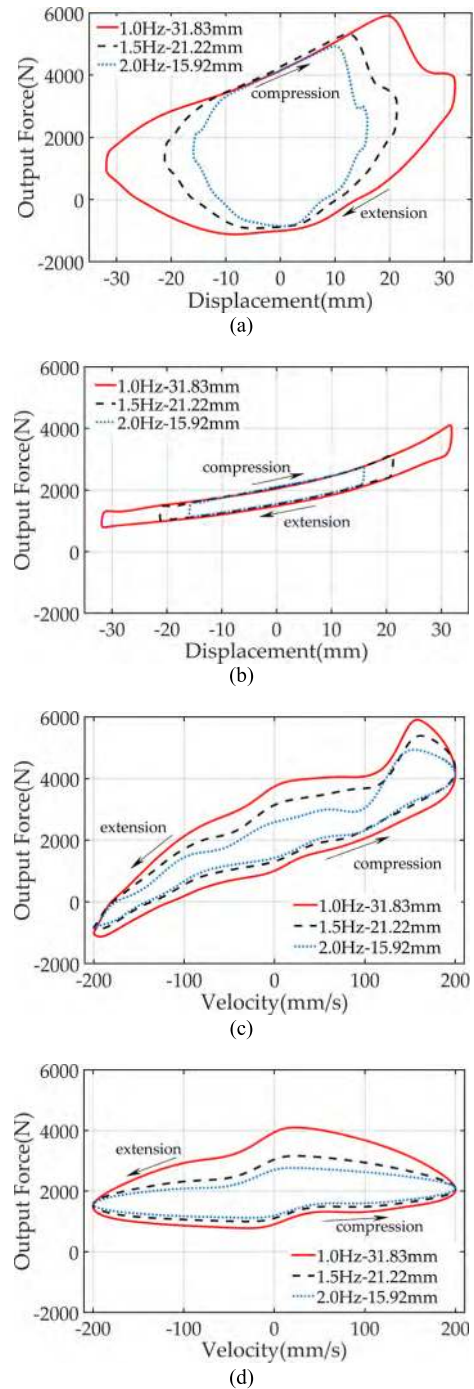 6000
4000
2000
0
-2000
Output Force(N)
1.0Hz-31.83mm
1.5Hz-21.22mm
2.0Hz-15.92mm
compression
extension
-30 -20 -10 0 10 20 30
Displacement(mm)
(a)
6000
4000
2000
0
-2000
Output Force(N)
1.0Hz-31.83mm
1.5Hz-21.22mm
2.0Hz-15.92mm
compression
extension
-30 -20 -10 0 10 20 30
Displacement(mm)
(b)
6000
4000
2000
0
-2000
Output Force(N)
extension
compression
1.0Hz-31.83mm
1.5Hz-21.22mm
2.0Hz-15.92mm
-200 -100 0 100 200
Velocity(mm/s)
(c)
6000
4000
2000
0
-2000
Output Force(N)
extension
compression
1.0Hz-31.83mm
1.5Hz-21.22mm
2.0Hz-15.92mm
-200 -100 0 100 200
Velocity(mm/s)
(d)